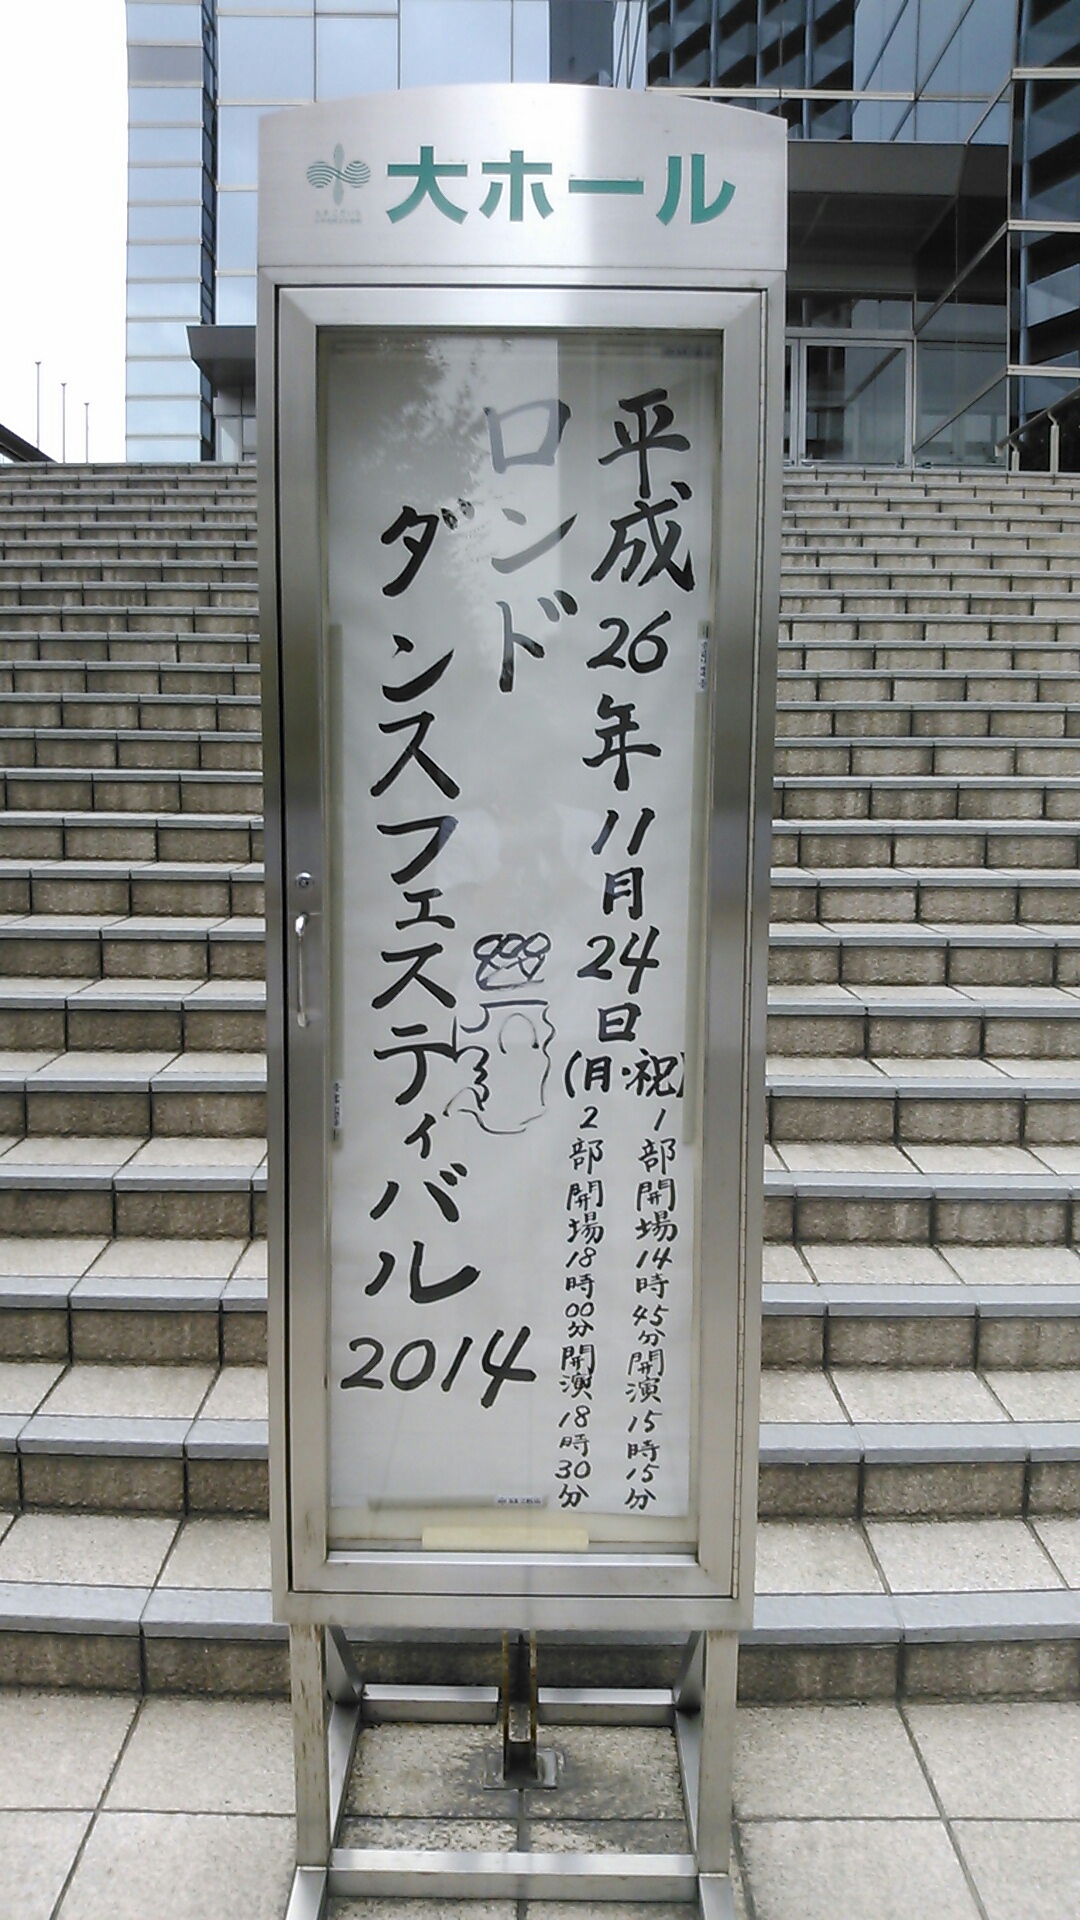 大ホール
平成26年11月24日(月・祝)
1部開場14時45分開演15時15分
2部開場18時00分開演18時30分
ロンド
ダンスフェスティバル
2014